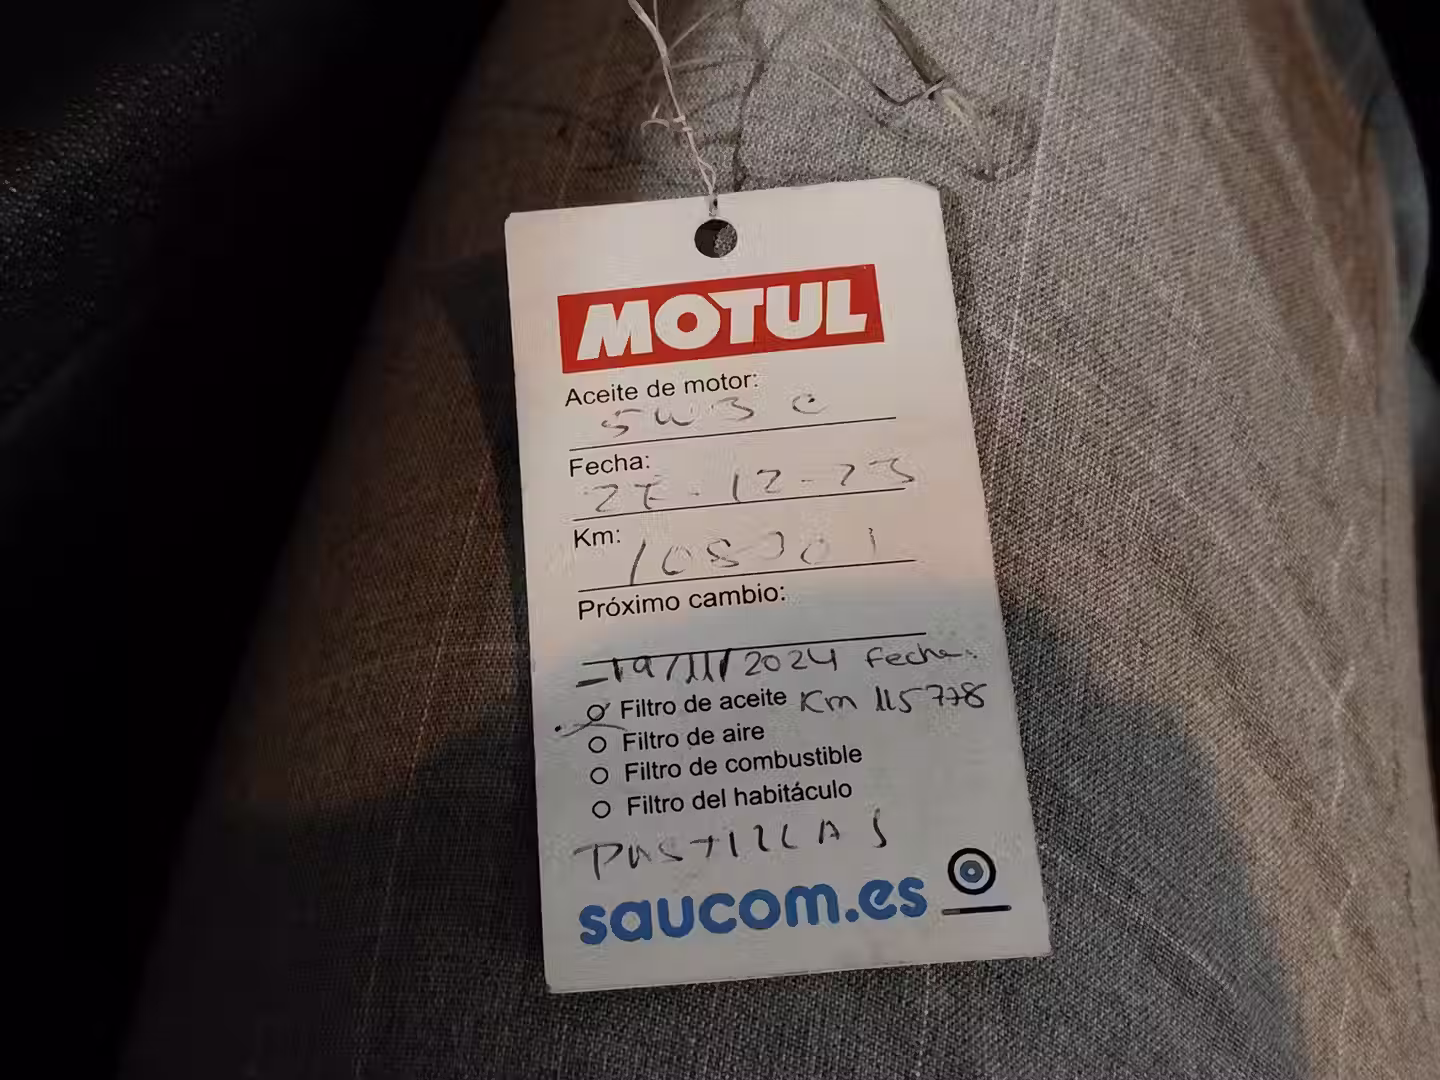 MOTUL
Aceite de motor:
5W30
Fecha:
27-12-23
Km:
Próximo cambio:
19/11/2024 Fecha.
Filtro de aceite Km 115778
Filtro de aire
Filtro de combustible
Filtro del habitáculo
PASTILLAS
saucom.es